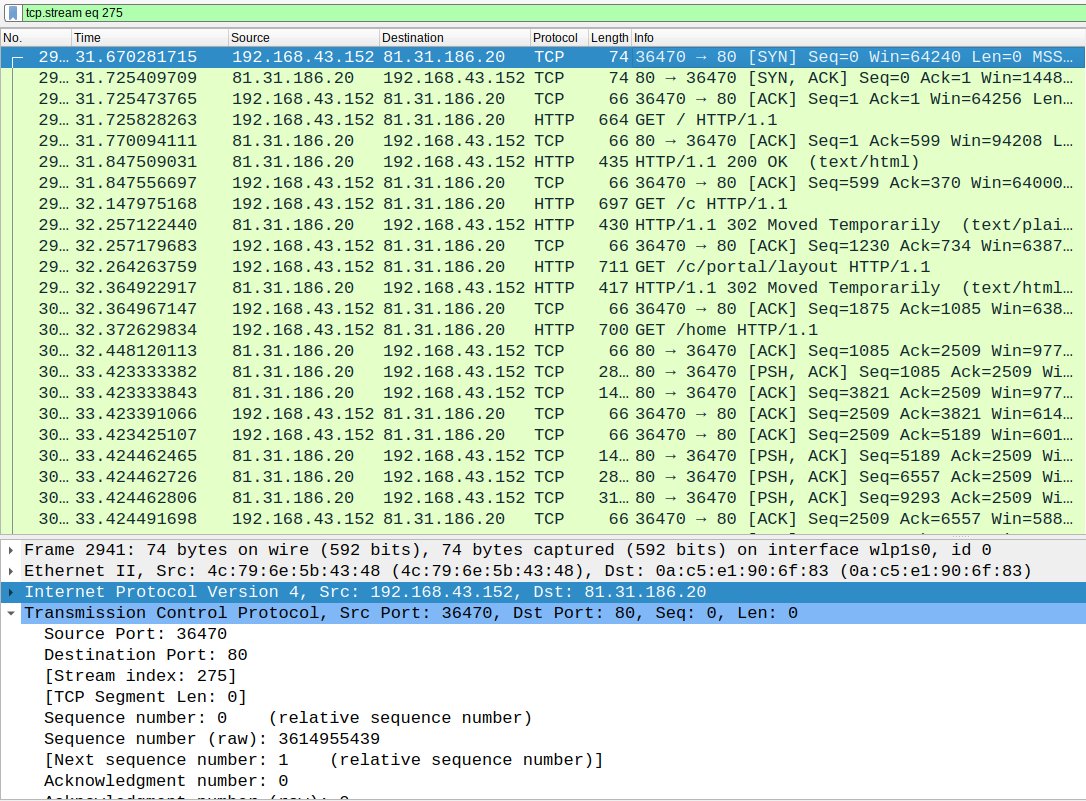 tcp.stream eq 275
No. Time Source Destination Protocol Length Info
29… 31.670281715 192.168.43.152 81.31.186.20 TCP 74 36470 → 80 [SYN] Seq=0 Win=64240 Len=0 MSS…
29… 31.725409709 81.31.186.20 192.168.43.152 TCP 74 80 → 36470 [SYN, ACK] Seq=0 Ack=1 Win=1448…
29… 31.725473765 192.168.43.152 81.31.186.20 TCP 66 36470 → 80 [ACK] Seq=1 Ack=1 Win=64256 Len…
29… 31.725828263 192.168.43.152 81.31.186.20 HTTP 664 GET / HTTP/1.1
29… 31.770094111 81.31.186.20 192.168.43.152 TCP 66 80 → 36470 [ACK] Seq=1 Ack=599 Win=94208 L…
29… 31.847509031 81.31.186.20 192.168.43.152 HTTP 435 HTTP/1.1 200 OK (text/html)
29… 31.847556697 192.168.43.152 81.31.186.20 TCP 66 36470 → 80 [ACK] Seq=599 Ack=370 Win=64000…
29… 32.147975168 192.168.43.152 81.31.186.20 HTTP 697 GET /c HTTP/1.1
29… 32.257122440 81.31.186.20 192.168.43.152 HTTP 430 HTTP/1.1 302 Moved Temporarily (text/plai…
29… 32.257179683 192.168.43.152 81.31.186.20 TCP 66 36470 → 80 [ACK] Seq=1230 Ack=734 Win=6387…
29… 32.264263759 192.168.43.152 81.31.186.20 HTTP 711 GET /c/portal/layout HTTP/1.1
29… 32.364922917 81.31.186.20 192.168.43.152 HTTP 417 HTTP/1.1 302 Moved Temporarily (text/html…
30… 32.364967147 192.168.43.152 81.31.186.20 TCP 66 36470 → 80 [ACK] Seq=1875 Ack=1085 Win=638…
30… 32.372629834 192.168.43.152 81.31.186.20 HTTP 700 GET /home HTTP/1.1
30… 32.448120113 81.31.186.20 192.168.43.152 TCP 66 80 → 36470 [ACK] Seq=1085 Ack=2509 Win=977…
30… 33.423333382 81.31.186.20 192.168.43.152 TCP 28… 80 → 36470 [PSH, ACK] Seq=1085 Ack=2509 Wi…
30… 33.423333843 81.31.186.20 192.168.43.152 TCP 14… 80 → 36470 [ACK] Seq=3821 Ack=2509 Win=977…
30… 33.423391066 192.168.43.152 81.31.186.20 TCP 66 36470 → 80 [ACK] Seq=2509 Ack=3821 Win=614…
30… 33.423425107 192.168.43.152 81.31.186.20 TCP 66 36470 → 80 [ACK] Seq=2509 Ack=5189 Win=601…
30… 33.424462465 81.31.186.20 192.168.43.152 TCP 14… 80 → 36470 [PSH, ACK] Seq=5189 Ack=2509 Wi…
30… 33.424462726 81.31.186.20 192.168.43.152 TCP 28… 80 → 36470 [PSH, ACK] Seq=6557 Ack=2509 Wi…
30… 33.424462806 81.31.186.20 192.168.43.152 TCP 31… 80 → 36470 [PSH, ACK] Seq=9293 Ack=2509 Wi…
30… 33.424491698 192.168.43.152 81.31.186.20 TCP 66 36470 → 80 [ACK] Seq=2509 Ack=6557 Win=588…
Frame 2941: 74 bytes on wire (592 bits), 74 bytes captured (592 bits) on interface wlp1s0, id 0
Ethernet II, Src: 4c:79:6e:5b:43:48 (4c:79:6e:5b:43:48), Dst: 0a:c5:e1:90:6f:83 (0a:c5:e1:90:6f:83)
Internet Protocol Version 4, Src: 192.168.43.152, Dst: 81.31.186.20
Transmission Control Protocol, Src Port: 36470, Dst Port: 80, Seq: 0, Len: 0
Source Port: 36470
Destination Port: 80
[Stream index: 275]
[TCP Segment Len: 0]
Sequence number: 0 (relative sequence number)
Sequence number (raw): 3614955439
[Next sequence number: 1 (relative sequence number)]
Acknowledgment number: 0